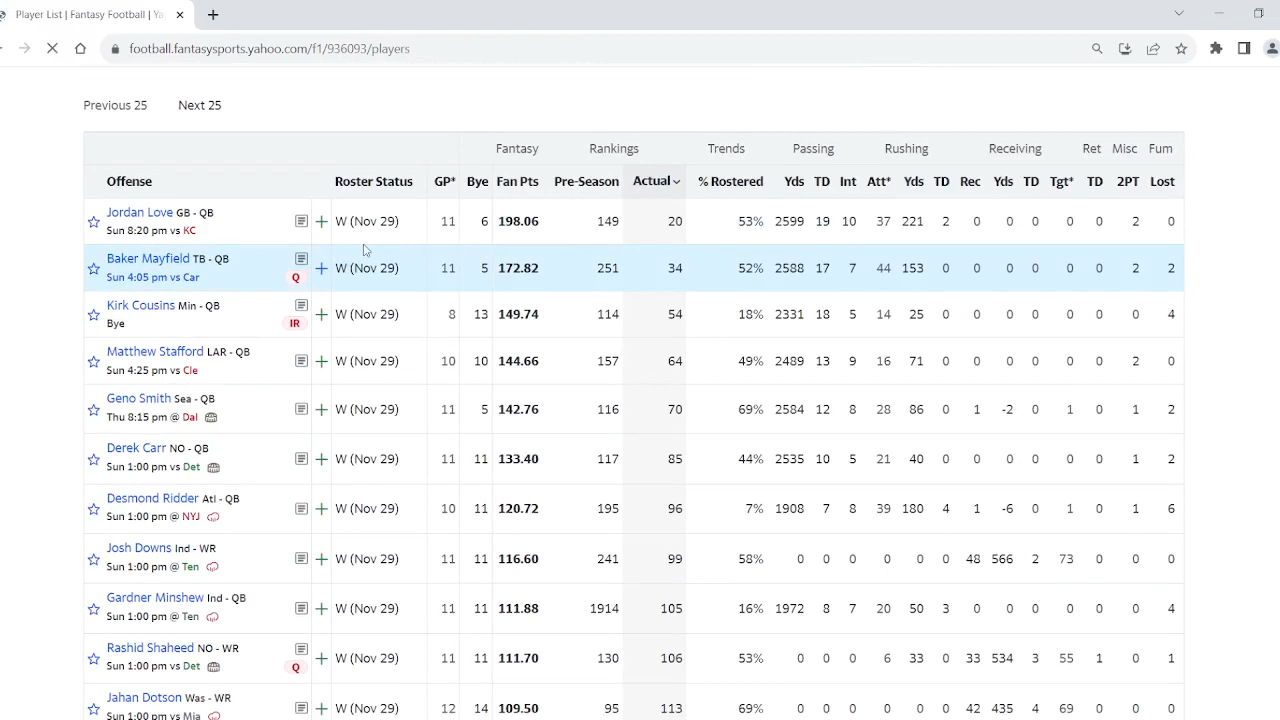 Player List | Fantasy Football | Ya
football.fantasysports.yahoo.com/f1/936093/players
Previous 25 Next 25
Fantasy Rankings Trends Passing Rushing Receiving Ret Misc Fum
Offense Roster Status GP* Bye Fan Pts Pre-Season Actual % Rostered Yds TD Int Att* Yds TD Rec Yds TD Tgt* TD 2PT Lost
Jordan Love GB - QB W (Nov 29) 11 6 198.06 149 20 53% 2599 19 10 37 221 2 0 0 0 0 0 2 0
Sun 8:20 pm vs KC
Baker Mayfield TB - QB W (Nov 29) 11 5 172.82 251 34 52% 2588 17 7 44 153 0 0 0 0 0 0 2 2
Sun 4:05 pm vs Car Q
Kirk Cousins Min - QB W (Nov 29) 8 13 149.74 114 54 18% 2331 18 5 14 25 0 0 0 0 0 0 0 4
Bye IR
Matthew Stafford LAR - QB W (Nov 29) 10 10 144.66 157 64 49% 2489 13 9 16 71 0 0 0 0 0 0 2 0
Sun 4:25 pm vs Cle
Geno Smith Sea - QB W (Nov 29) 11 5 142.76 116 70 69% 2584 12 8 28 86 0 1 -2 0 1 0 1 2
Thu 8:15 pm @ Dal
Derek Carr NO - QB W (Nov 29) 11 11 133.40 117 85 44% 2535 10 5 21 40 0 0 0 0 0 0 1 2
Sun 1:00 pm vs Det
Desmond Ridder Atl - QB W (Nov 29) 10 11 120.72 195 96 7% 1908 7 8 39 180 4 1 -6 0 1 0 1 6
Sun 1:00 pm @ NYJ
Josh Downs Ind - WR W (Nov 29) 11 11 116.60 241 99 58% 0 0 0 0 0 0 48 566 2 73 0 0 0
Sun 1:00 pm @ Ten
Gardner Minshew Ind - QB W (Nov 29) 11 11 111.88 1914 105 16% 1972 8 7 20 50 3 0 0 0 0 0 0 4
Sun 1:00 pm @ Ten
Rashid Shaheed NO - WR W (Nov 29) 11 11 111.70 130 106 53% 0 0 0 6 33 0 33 534 3 55 1 0 1
Sun 1:00 pm vs Det Q
Jahan Dotson Was - WR W (Nov 29) 12 14 109.50 95 113 69% 0 0 0 0 0 0 42 435 4 69 0 0 0
Sun 1:00 pm vs Mia